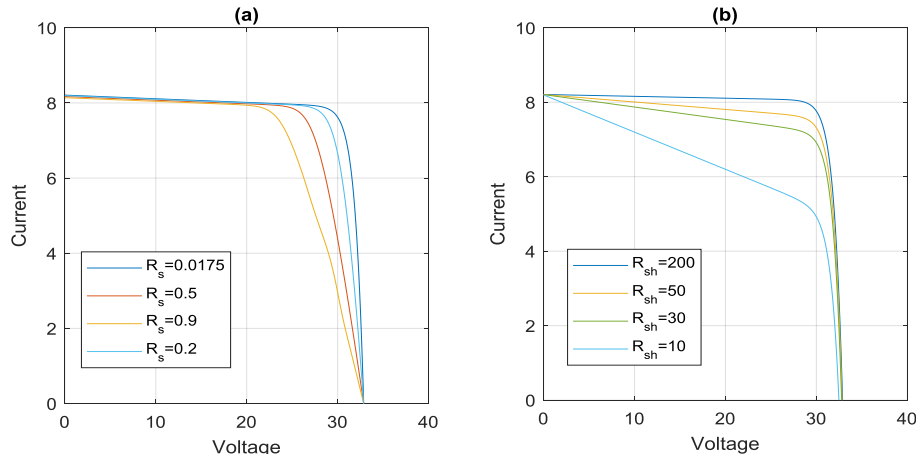 (a)
10
8
6
4
2
0
Current
R_s=0.0175
R_s=0.5
R_s=0.9
R_s=0.2
0 10 20 30 40
Voltage
(b)
10
8
6
4
2
0
Current
R_sh=200
R_sh=50
R_sh=30
R_sh=10
0 10 20 30 40
Voltage